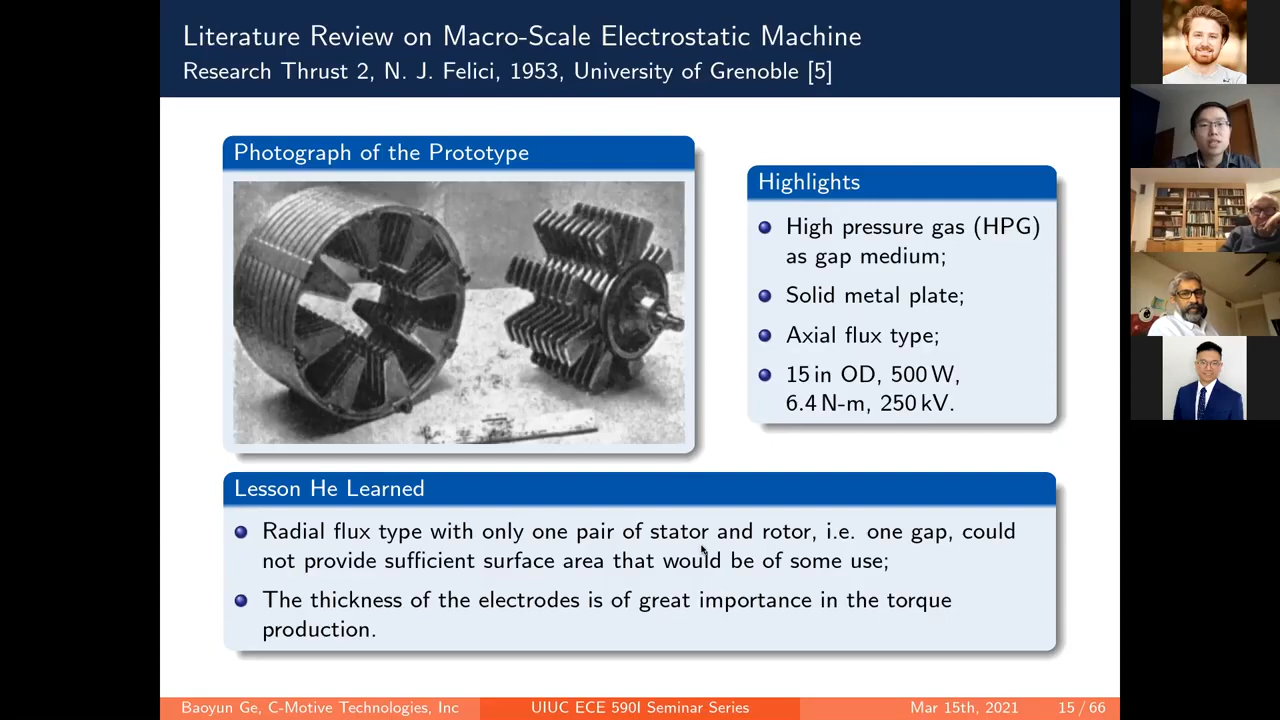 Literature Review on Macro-Scale Electrostatic Machine
Research Thrust 2, N. J. Felici, 1953, University of Grenoble [5]
Photograph of the Prototype
Highlights
High pressure gas (HPG)
as gap medium;
Solid metal plate;
Axial flux type;
15 in OD, 500 W,
6.4 N-m, 250 kV.
Lesson He Learned
Radial flux type with only one pair of stator and rotor, i.e. one gap, could
not provide sufficient surface area that would be of some use;
The thickness of the electrodes is of great importance in the torque
production.
Baoyun Ge, C-Motive Technologies, Inc
UIUC ECE 590I Seminar Series
Mar 15th, 2021
15 / 66